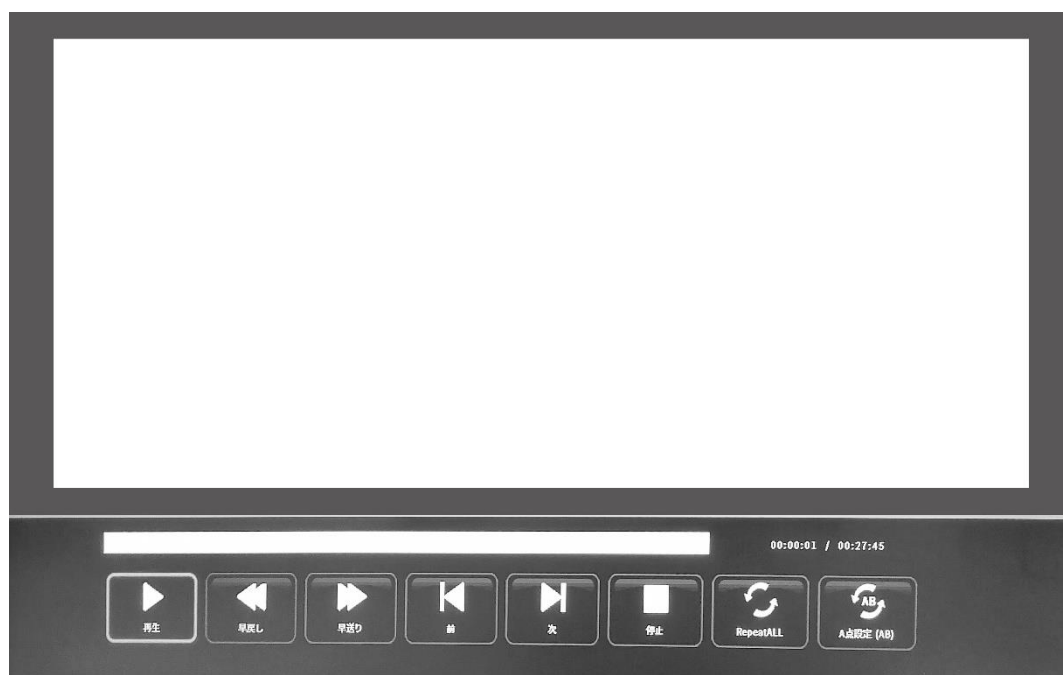 00:00:01 / 00:27:45
再生
早戻し
早送り
前
次
停止
RepeatALL
AB
A点設定 (AB)